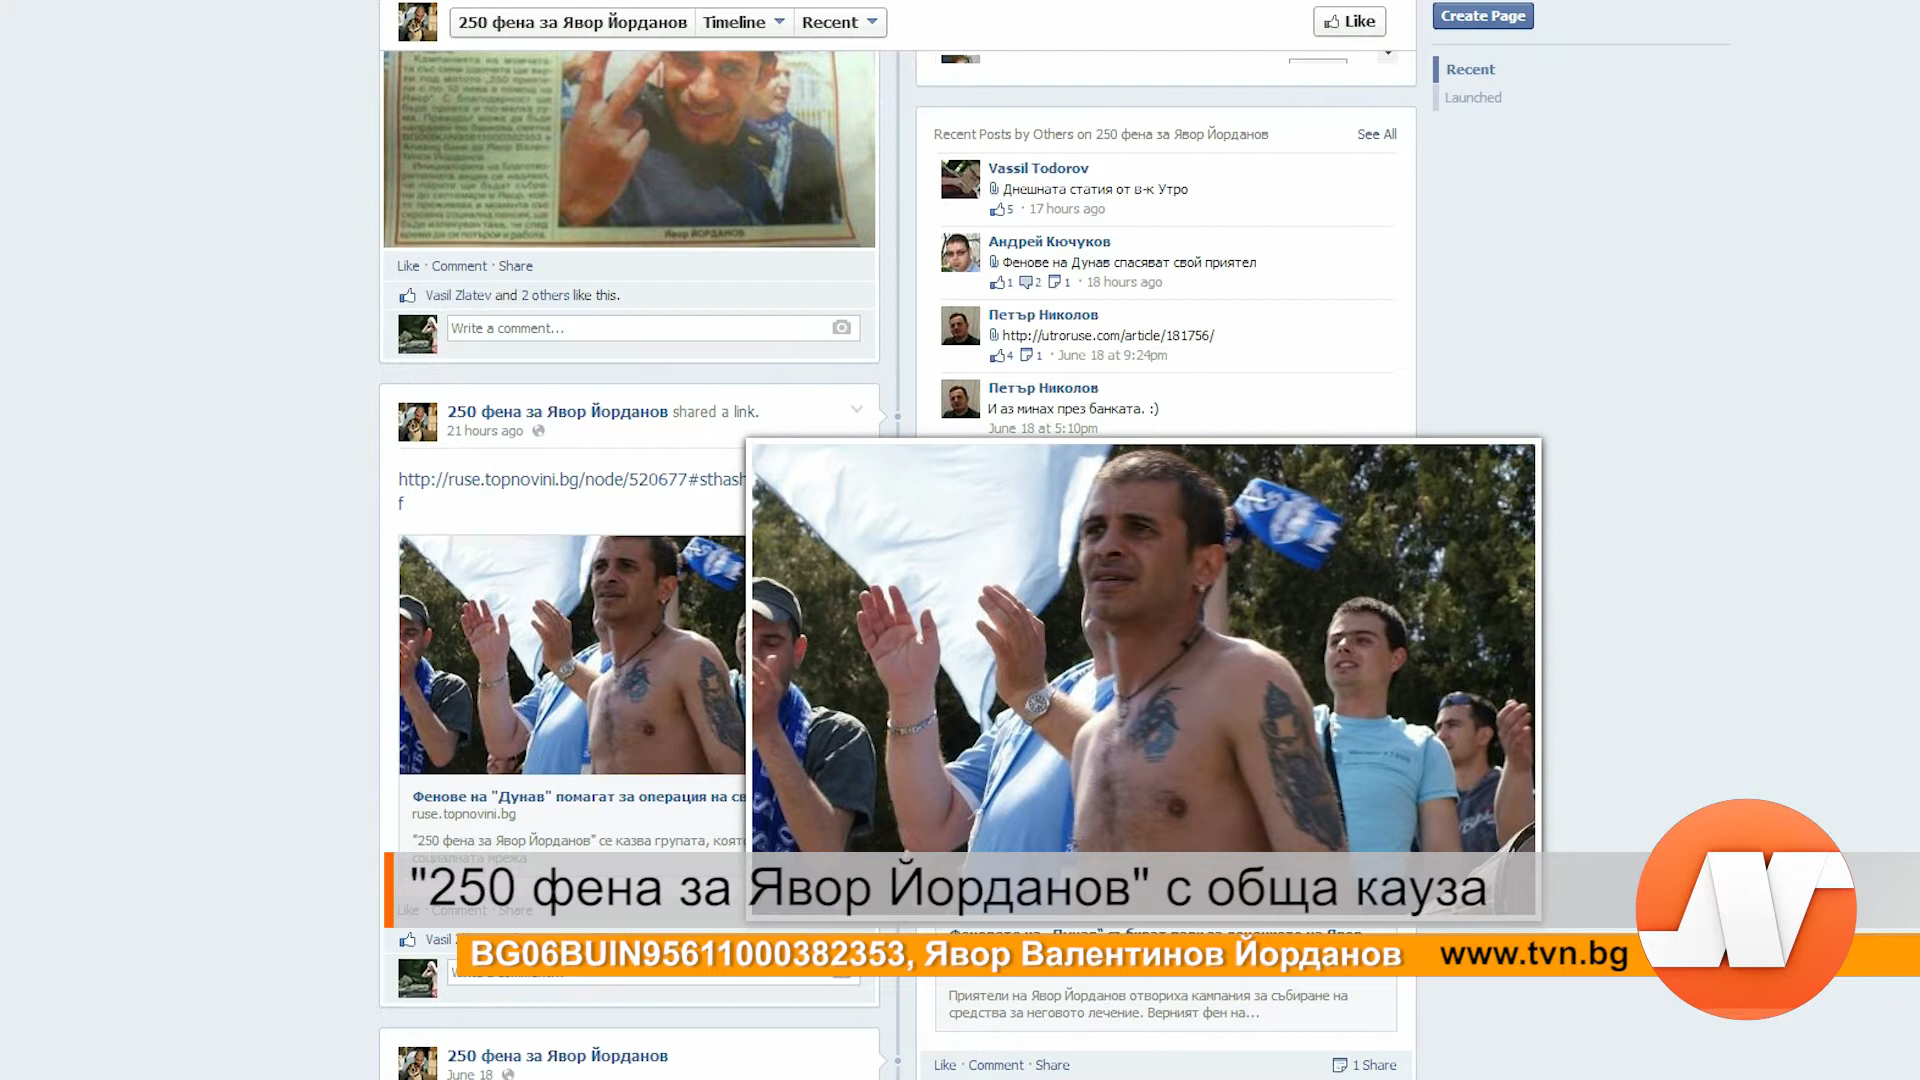 250 фена за Явор Йорданов
Timeline
Recent
Like
Create Page
Recent
Launched
Кампанията на момчета-
BG06BUIN95611000382353 в
Явор ЙОРДАНОВ
Like · Comment · Share
Vasil Zlatev and 2 others like this.
Write a comment...
250 фена за Явор Йорданов shared a link.
21 hours ago
http://ruse.topnovini.bg/node/520677#sthash
f
Фенове на "Дунав" помагат за операция на св
ruse.topnovini.bg
"250 фена за Явор Йорданов" се казва групата, коят
социалната мрежа
Like · Comment · Share
Vasil
250 фена за Явор Йорданов
June 18
Recent Posts by Others on 250 фена за Явор Йорданов
See All
Vassil Todorov
Днешната статия от в-к Утро
5 · 17 hours ago
Андрей Кючуков
Фенове на Дунав спасяват свой приятел
1 2 1 · 18 hours ago
Петър Николов
http://utroruse.com/article/181756/
4 1 · June 18 at 9:24pm
Петър Николов
И аз минах през банката. :)
June 18 at 5:10pm
"250 фена за Явор Йорданов" с обща кауза
BG06BUIN95611000382353, Явор Валентинов Йорданов
www.tvn.bg
Приятели на Явор Йорданов отвориха кампания за събиране на
средства за неговото лечение. Верният фен на...
Like · Comment · Share
1 Share